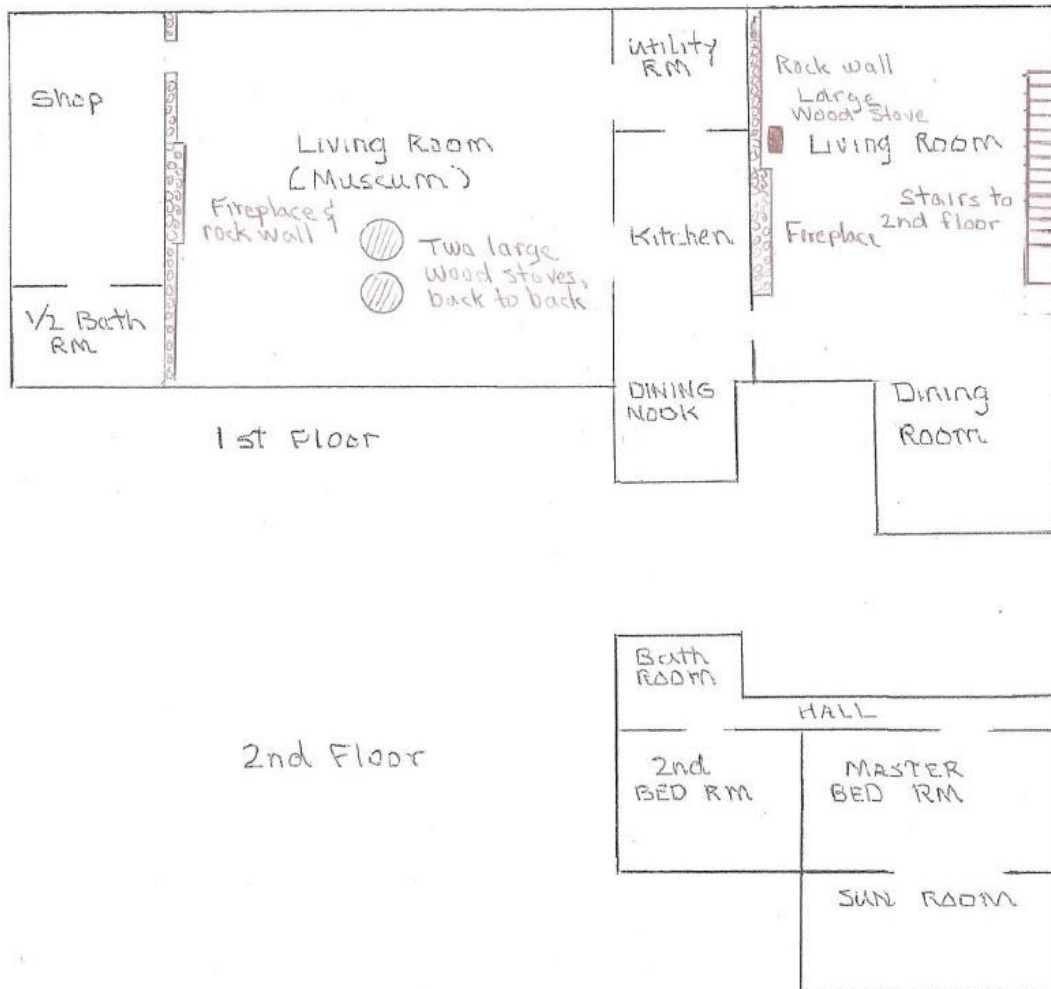 Shop
1/2 Bath
RM
Living Room
(Museum)
Fireplace &
rock wall
Two large
wood stoves,
back to back
utility
RM
Kitchen
DINING
NOOK
Rock wall
Large
Wood Stove
Living Room
Stairs to
2nd floor
Fireplace
Dining
Room
1st Floor
2nd Floor
Bath
ROOM
HALL
2nd
BED RM
MASTER
BED RM
SUN ROOM